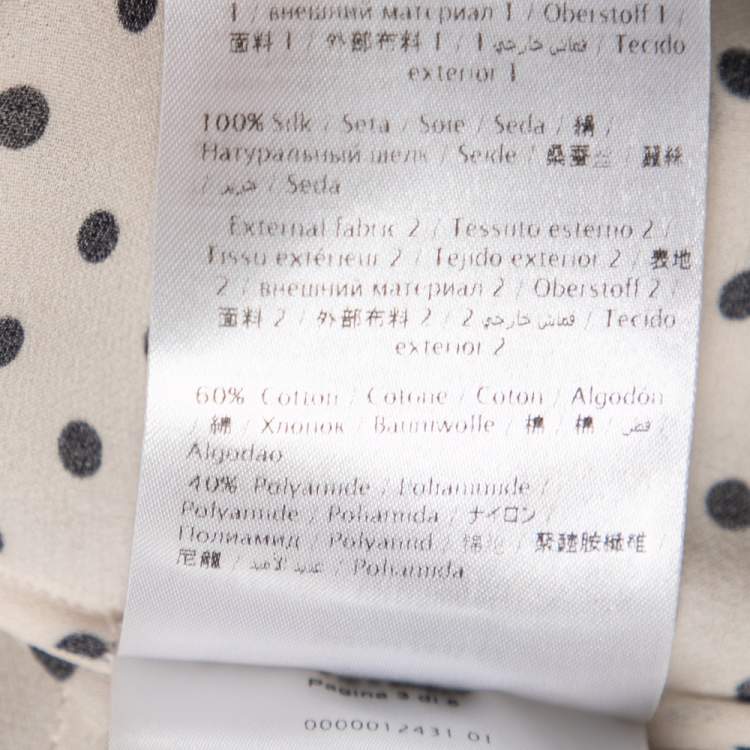 1 / внешний материал 1 / Oberstoff 1 /
面料 1 / 外部布料 1 / قماش خارجي 1 / Tecido
exterior 1
100% Silk / Seta / Soie / Seda / 絹 /
Натуральный шелк / Seide / 桑蚕丝 / 蠶絲
/ حرير / Seda
External fabric 2 / Tessuto esterno 2 /
Tissu extérieur 2 / Tejido exterior 2 / 表地
2 / внешний материал 2 / Oberstoff 2 /
面料 2 / 外部布料 2 / قماش خارجي 2 / Tecido
exterior 2
60% Cotton / Cotone / Coton / Algodón
/ 綿 / Хлопок / Baumwolle / 棉 / 棉 / قطن /
Algodão
40% Polyamide / Poliammide /
Polyamide / Poliamida / ナイロン /
Полиамид / Polyamid / 锦纶 / 聚醯胺纖維 /
尼龍 / عديد الأميد / Poliamida
Pagina 3 di
0000012431 01